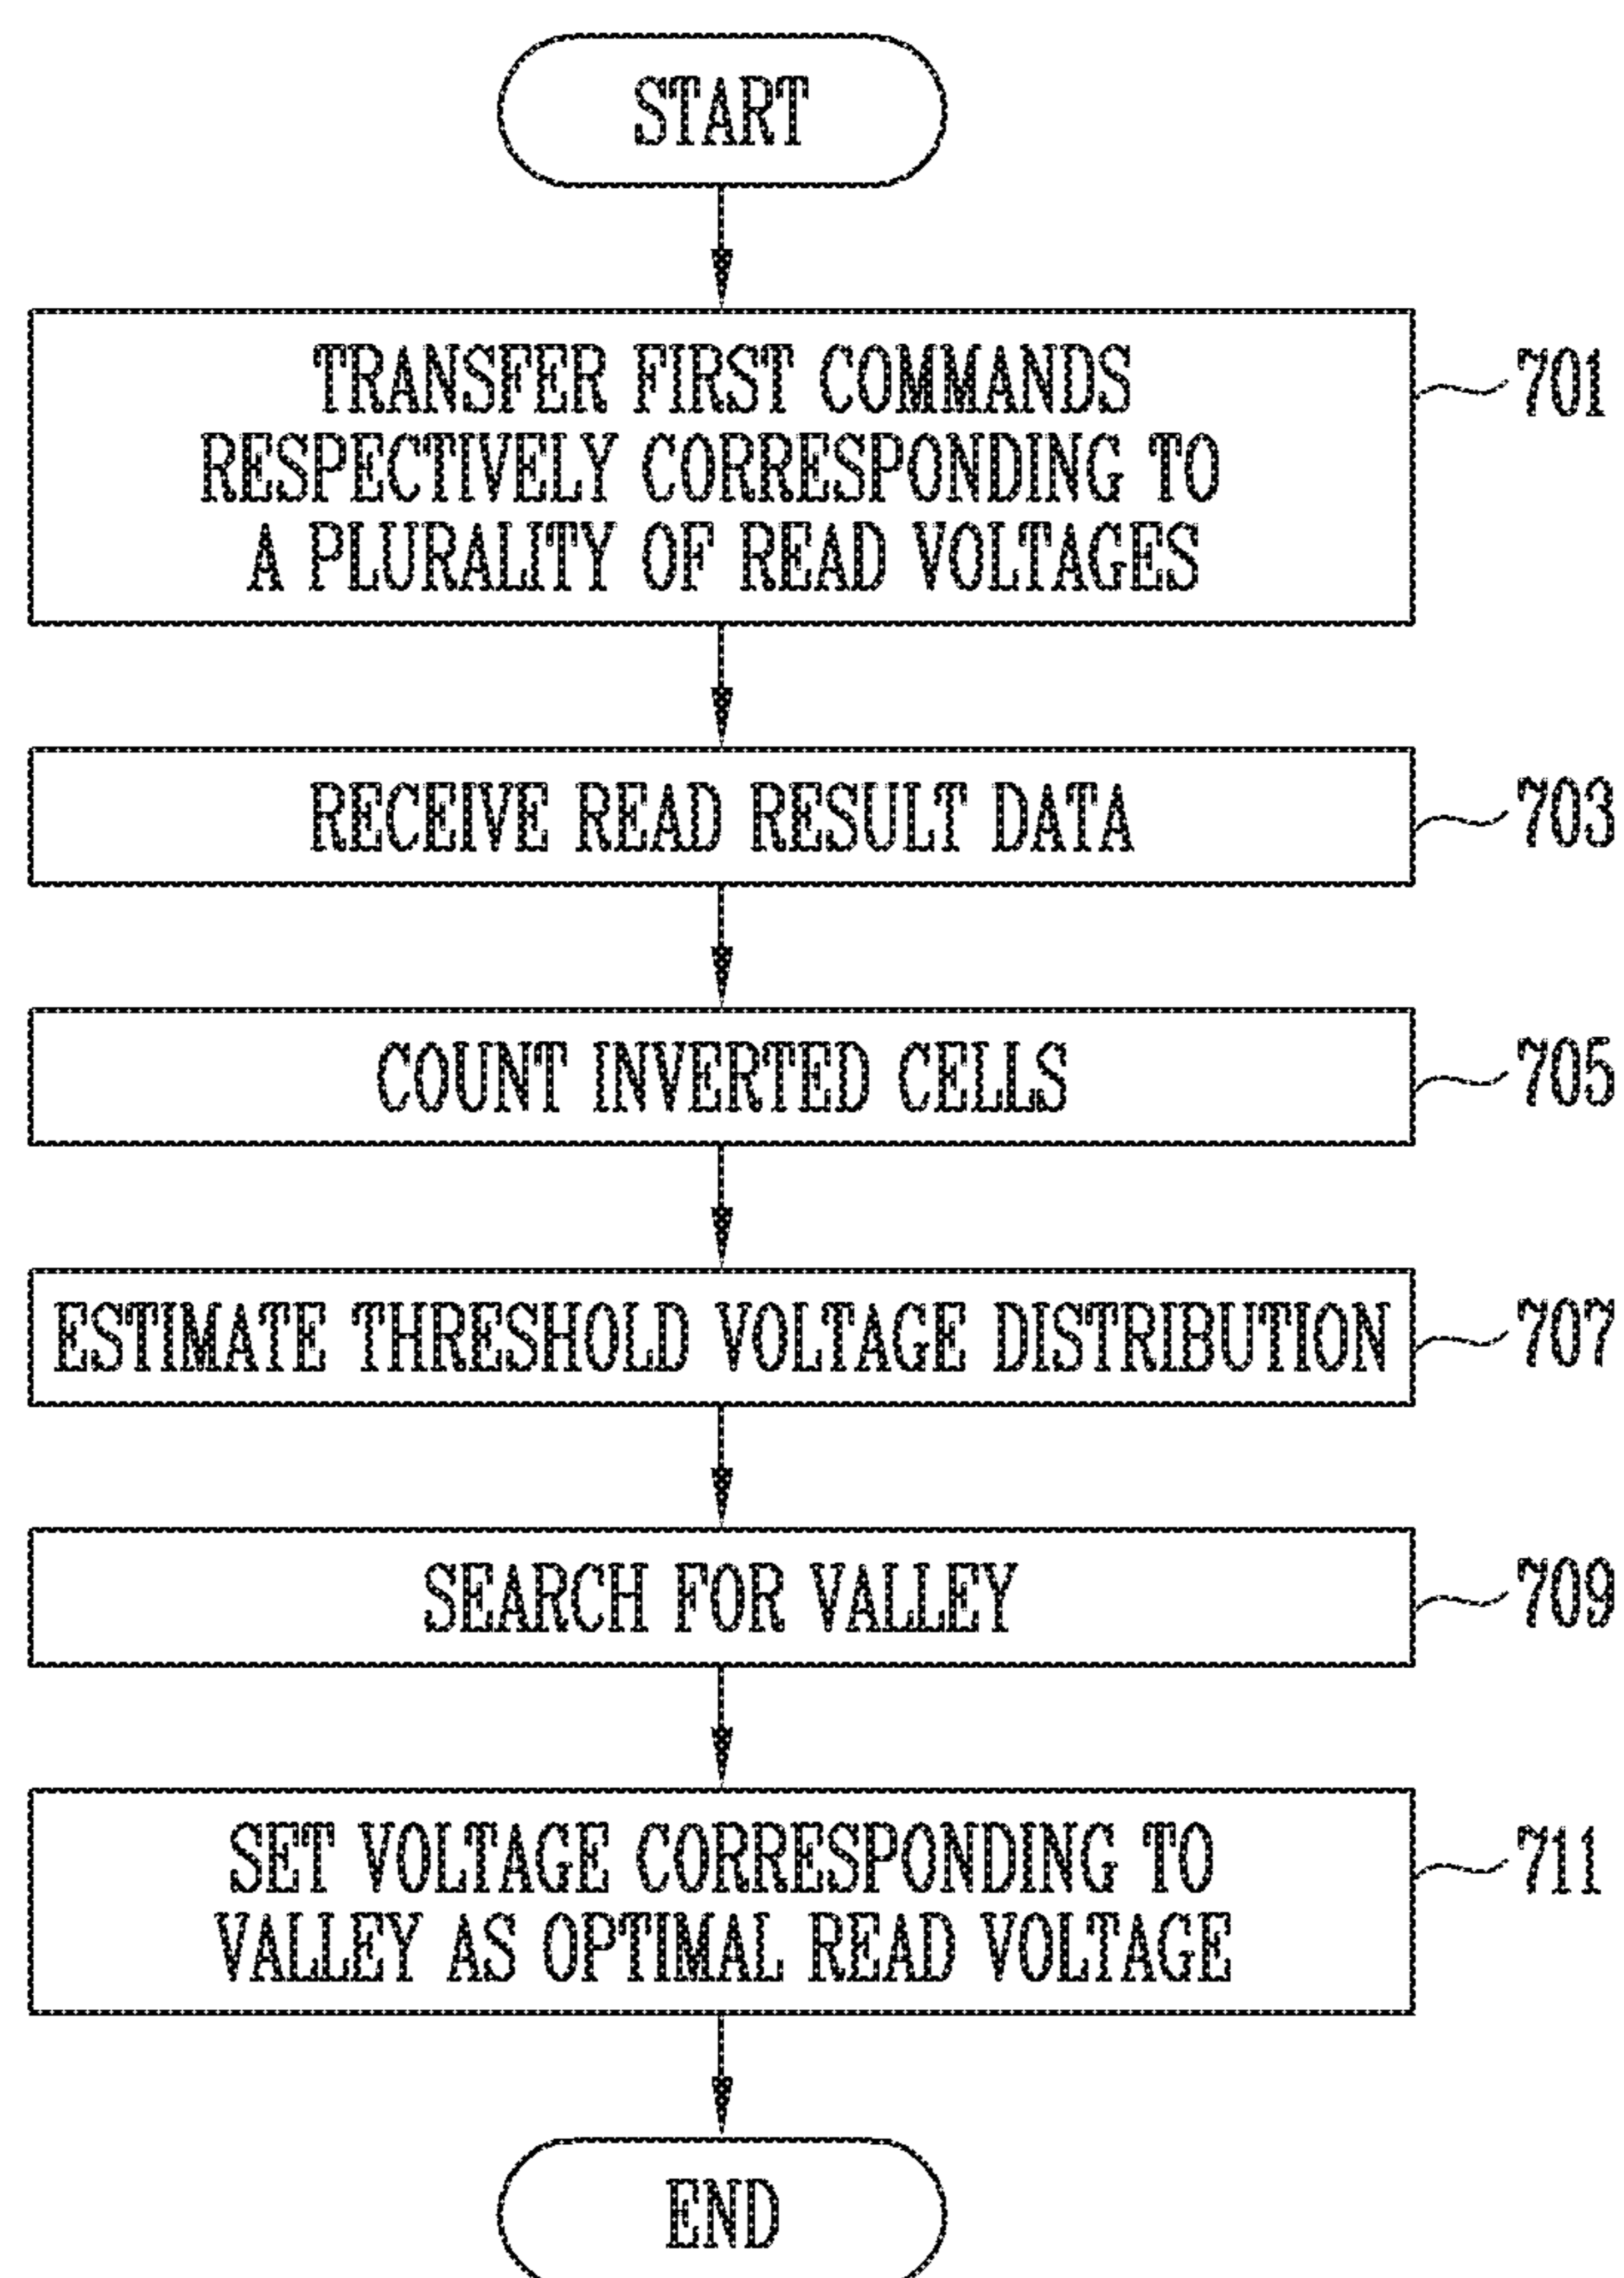 START
TRANSFER FIRST COMMANDS
RESPECTIVELY CORRESPONDING TO
A PLURALITY OF READ VOLTAGES
701
RECEIVE READ RESULT DATA
703
COUNT INVERTED CELLS
705
ESTIMATE THRESHOLD VOLTAGE DISTRIBUTION
707
SEARCH FOR VALLEY
709
SET VOLTAGE CORRESPONDING TO
VALLEY AS OPTIMAL READ VOLTAGE
711
END